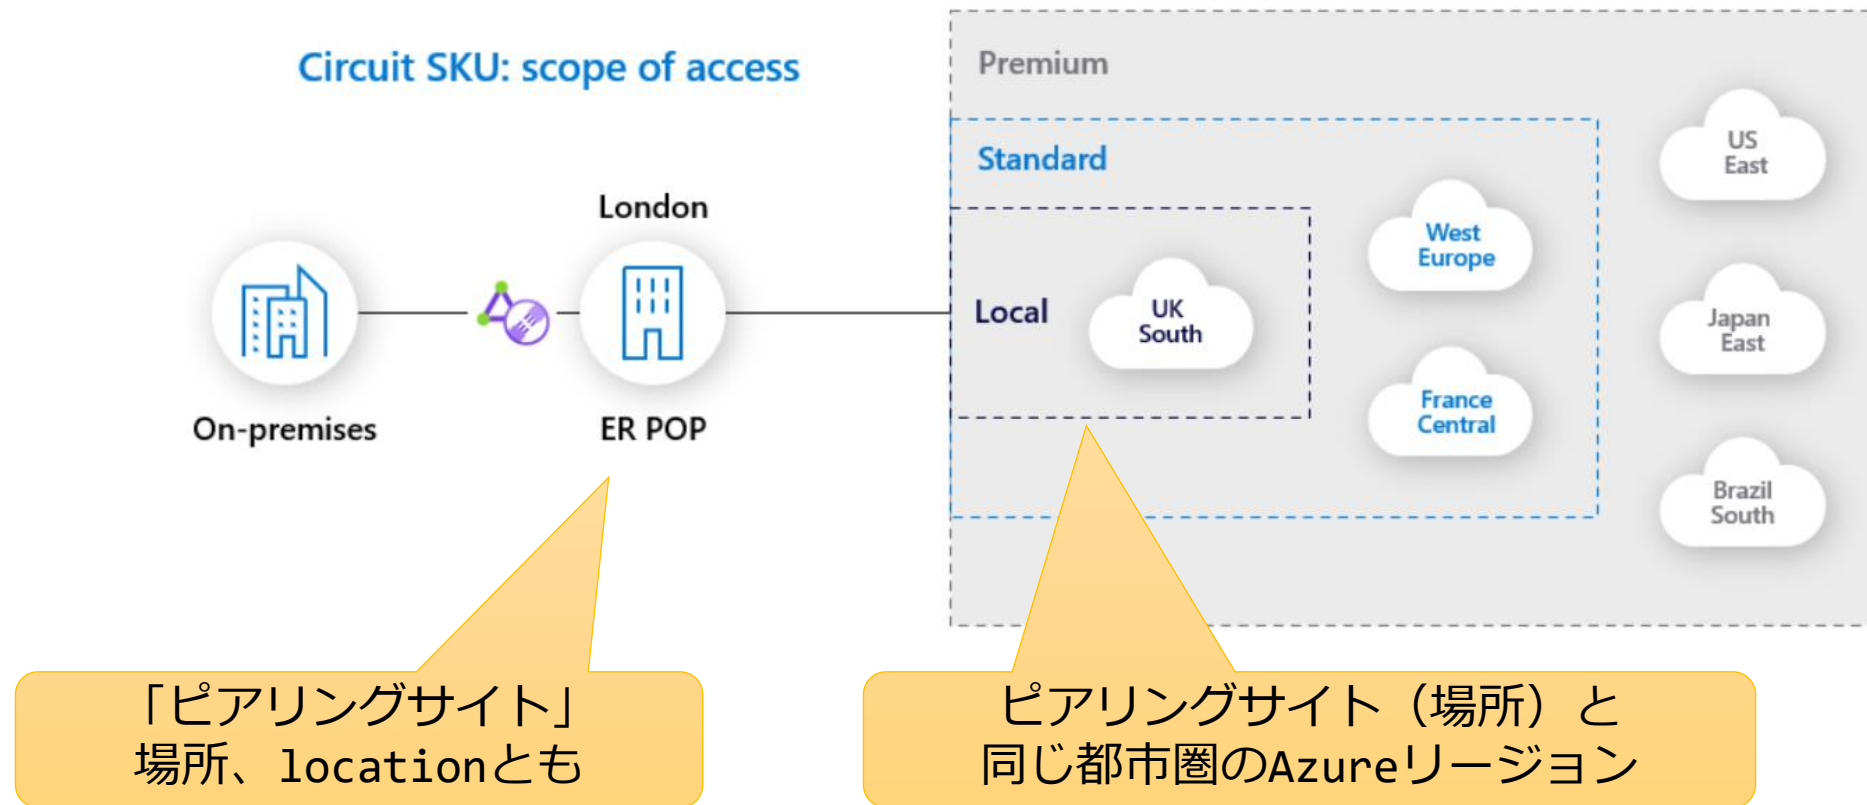 Circuit SKU: scope of access
London
On-premises
ER POP
Premium
Standard
Local
UK
South
West
Europe
France
Central
US
East
Japan
East
Brazil
South
「ピアリングサイト」
場所、locationとも
ピアリングサイト（場所）と
同じ都市圏のAzureリージョン